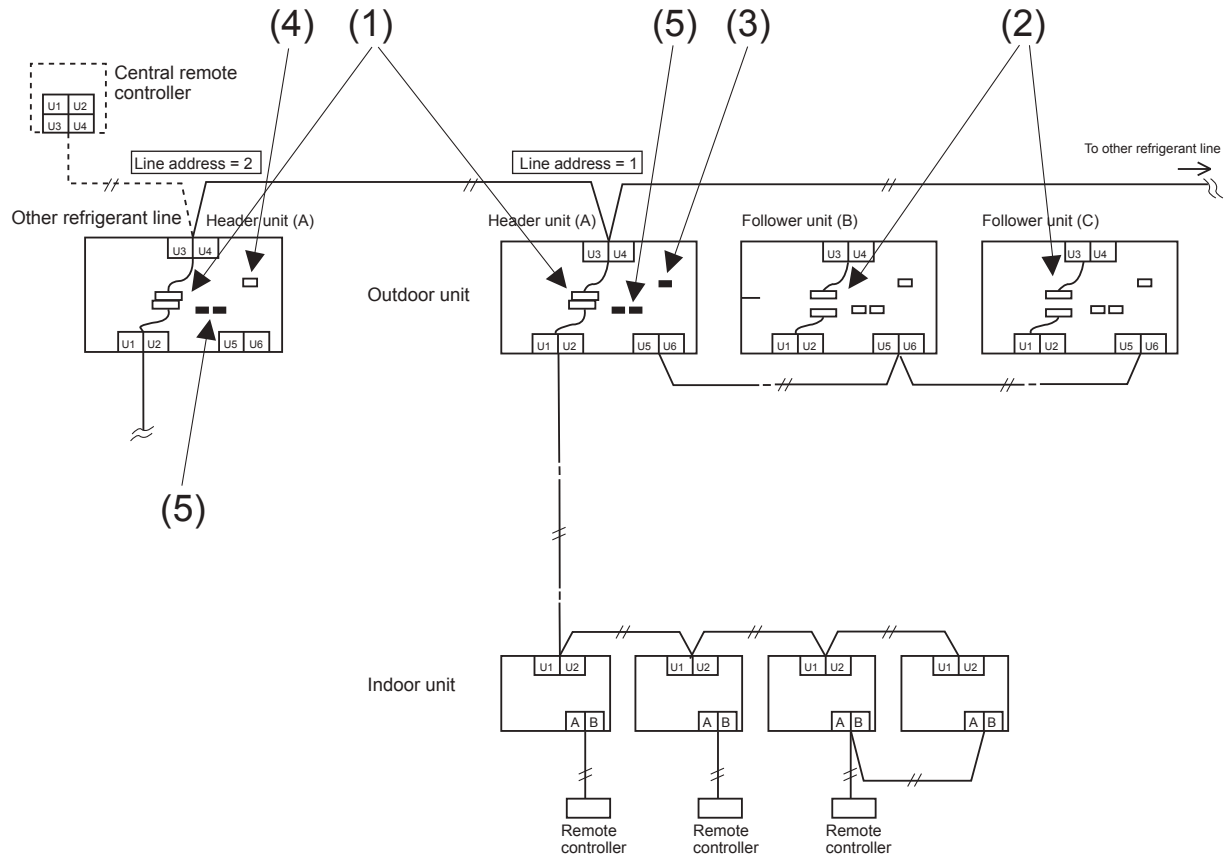 (4)
(1)
(5)
(3)
(2)
Central remote
controller
U1 U2
U3 U4
Line address = 2
Line address = 1
To other refrigerant line
Other refrigerant line
Header unit (A)
Header unit (A)
Follower unit (B)
Follower unit (C)
U3 U4
U3 U4
U3 U4
U3 U4
Outdoor unit
U1 U2
U5 U6
U1 U2
U5 U6
U1 U2
U5 U6
U1 U2
U5 U6
(5)
U1 U2
U1 U2
U1 U2
U1 U2
Indoor unit
A B
A B
A B
A B
Remote
controller
Remote
controller
Remote
controller